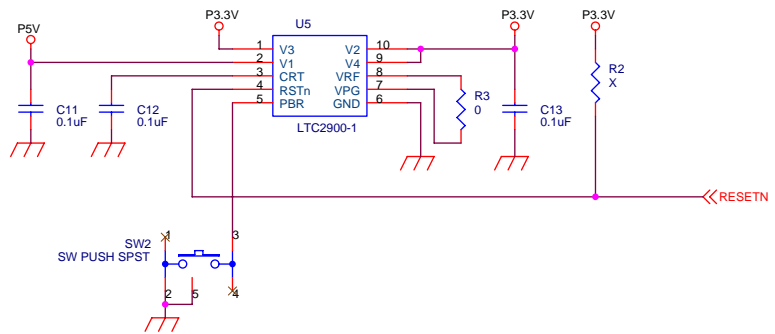 P5V
P3.3V
U5
P3.3V
P3.3V
1 V3 V2 10
2 V1 V4 9
3 CRT VRF 8
4 RSTn VPG 7
5 PBR GND 6
LTC2900-1
C11
0.1uF
C12
0.1uF
R3
0
C13
0.1uF
R2
X
RESETN
SW2
SW PUSH SPST
1
3
2
5
4